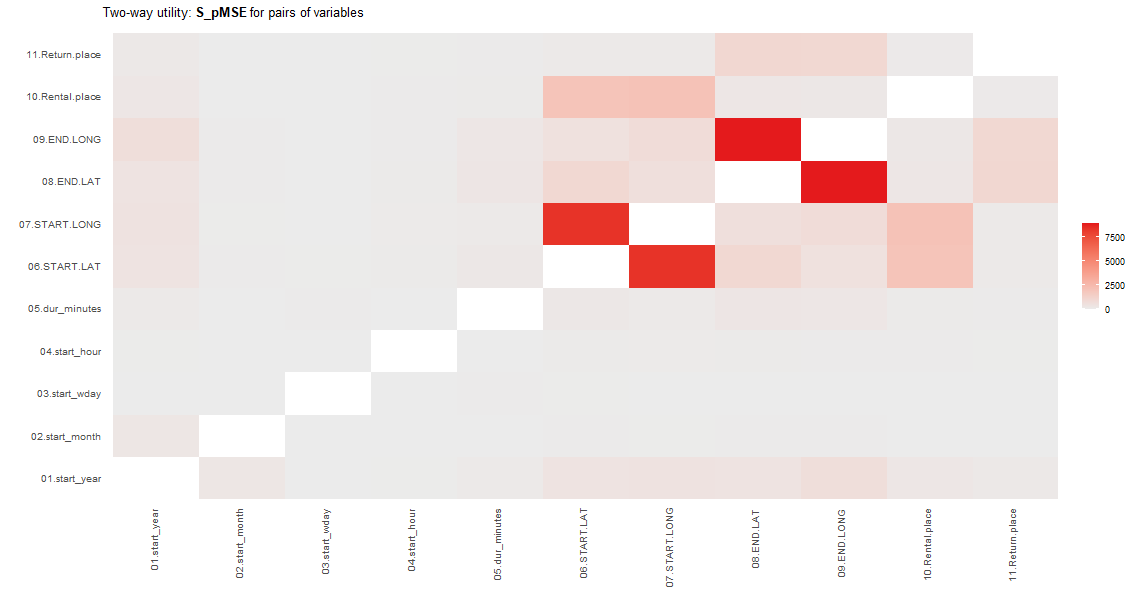 Two-way utility: S_pMSE for pairs of variables
11.Return.place
10.Rental.place
09.END.LONG
08.END.LAT
07.START.LONG
06.START.LAT
05.dur_minutes
04.start_hour
03.start_wday
02.start_month
01.start_year
7500
5000
2500
0
01.start_year
02.start_month
03.start_wday
04.start_hour
05.dur_minutes
06.START.LAT
07.START.LONG
08.END.LAT
09.END.LONG
10.Rental.place
11.Return.place